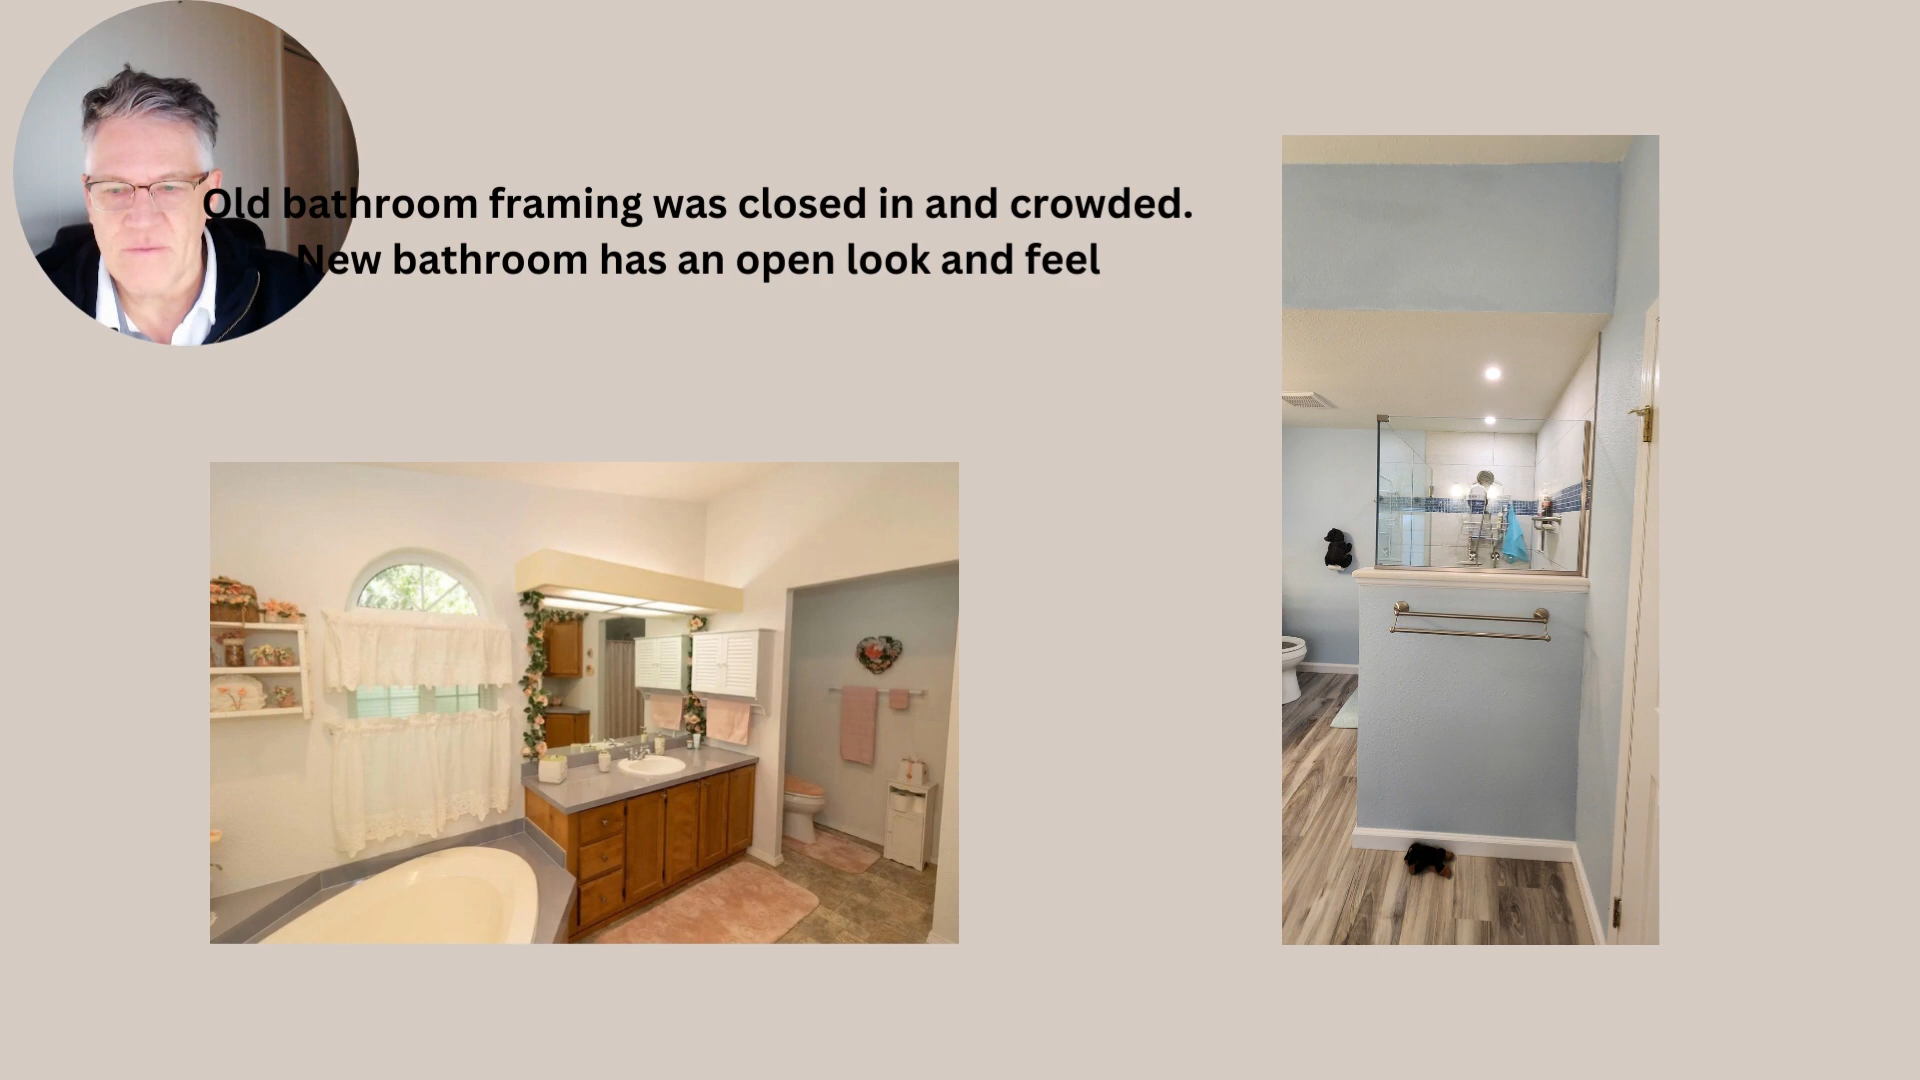 Old bathroom framing was closed in and crowded.
New bathroom has an open look and feel